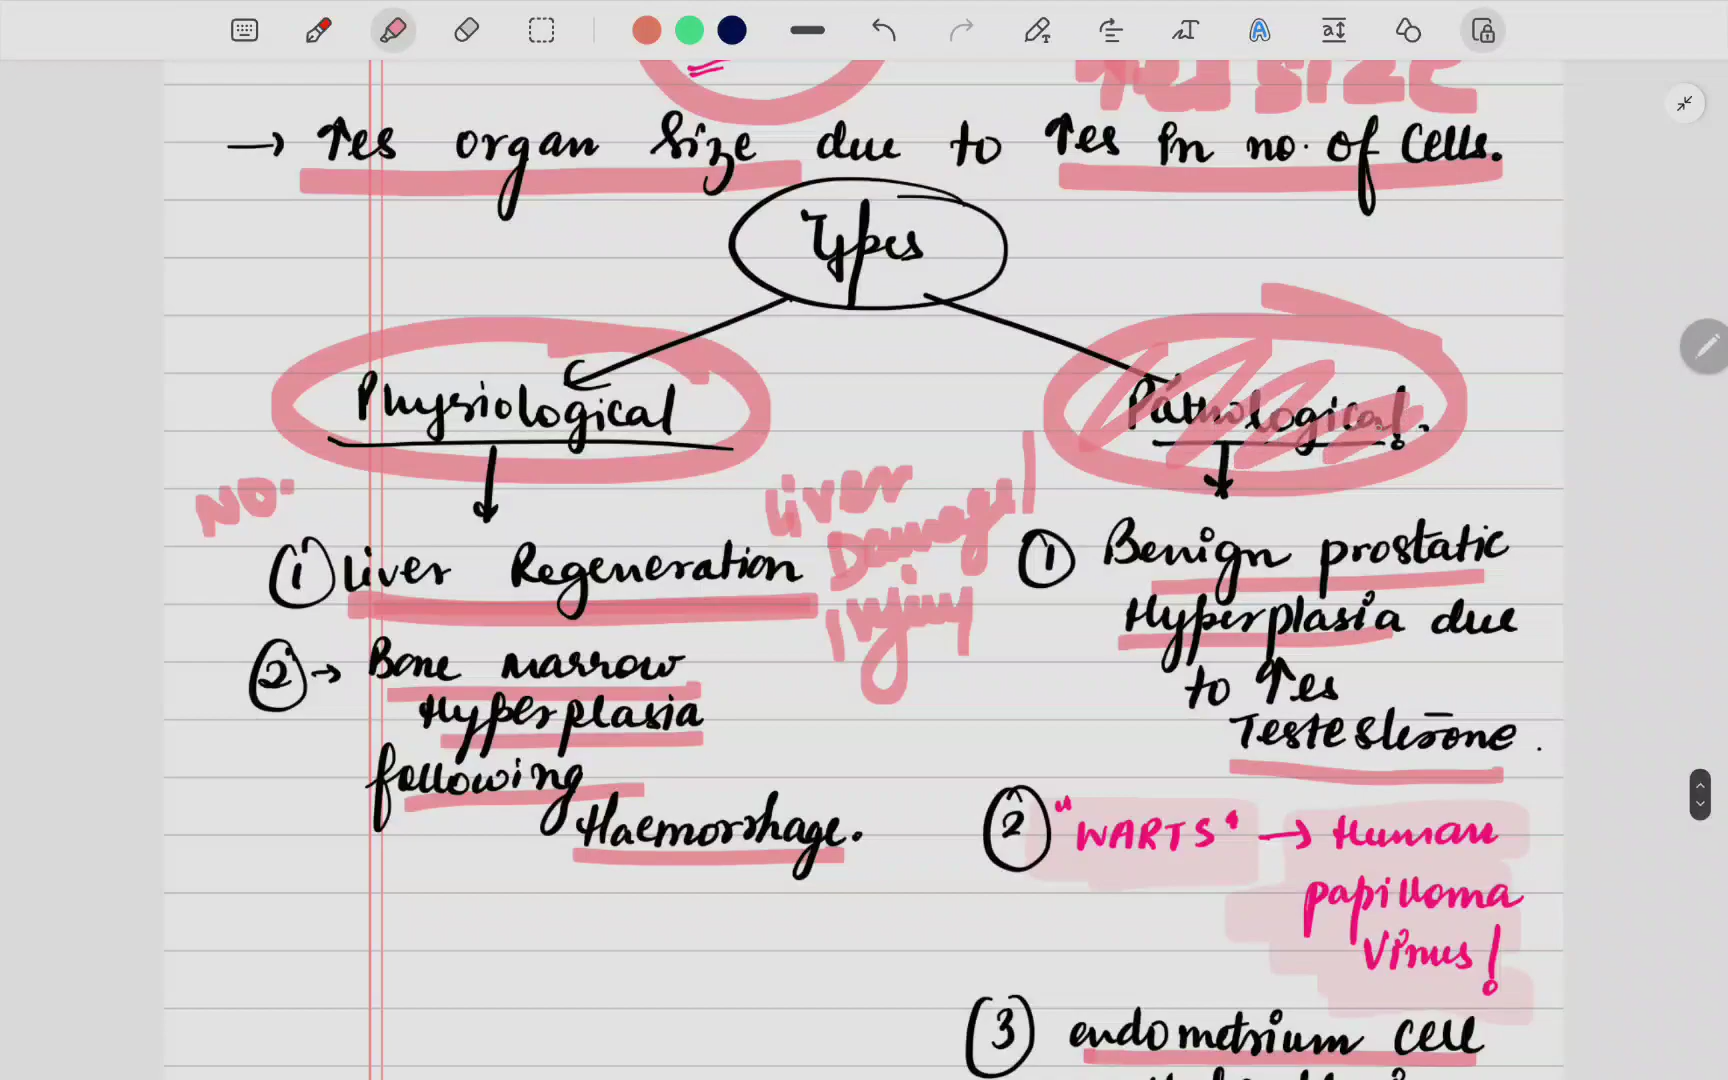 ↑ed size
→ ↑es organ size due to ↑es in no. of cells.
Types
Physiological
Pathological!
NO.
Liver
Damage/
Injury
① Liver Regeneration
② → Bone marrow
Hyperplasia
following
Haemorrhage.
① Benign prostatic
Hyperplasia due
to ↑es
Testesterone.
② "WARTS" → Human
papilloma
Virus!
③ endometrium cell